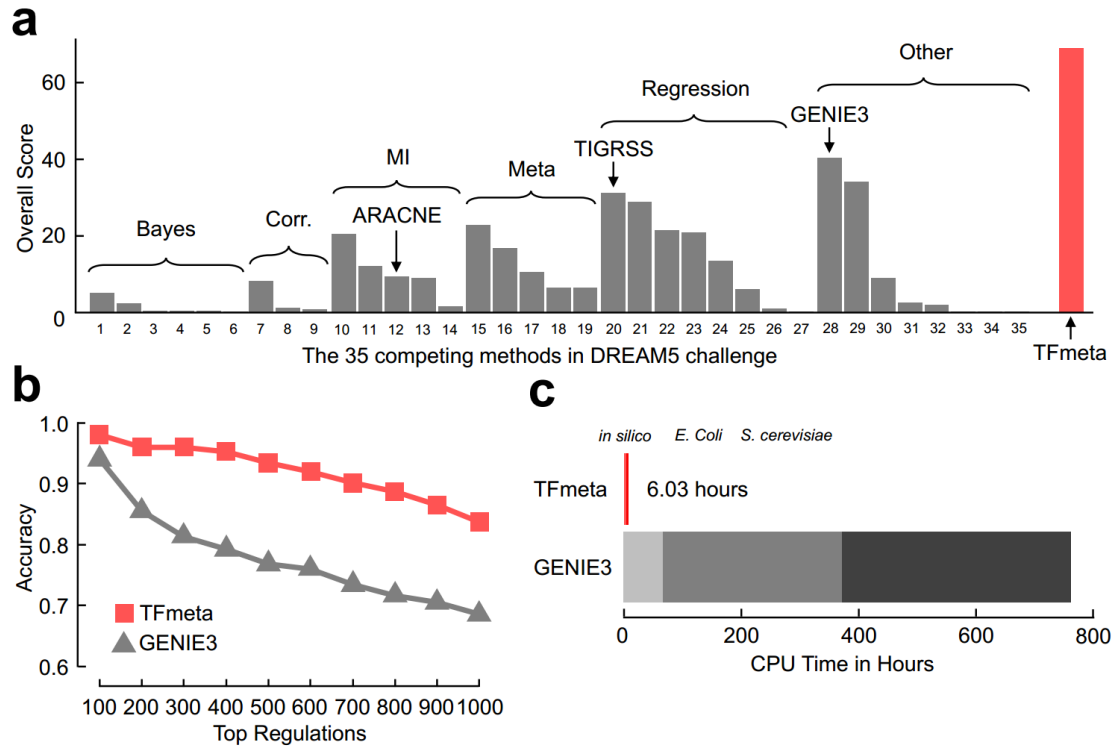 a
Overall Score
60
40
20
0
Bayes
Corr.
MI
ARACNE
Meta
Regression
TIGRSS
Other
GENIE3
1 2 3 4 5 6 7 8 9 10 11 12 13 14 15 16 17 18 19 20 21 22 23 24 25 26 27 28 29 30 31 32 33 34 35
The 35 competing methods in DREAM5 challenge
TFmeta
b
Accuracy
1.0
0.9
0.8
0.7
0.6
TFmeta
GENIE3
100 200 300 400 500 600 700 800 900 1000
Top Regulations
c
in silico E. Coli S. cerevisiae
TFmeta 6.03 hours
GENIE3
0 200 400 600 800
CPU Time in Hours